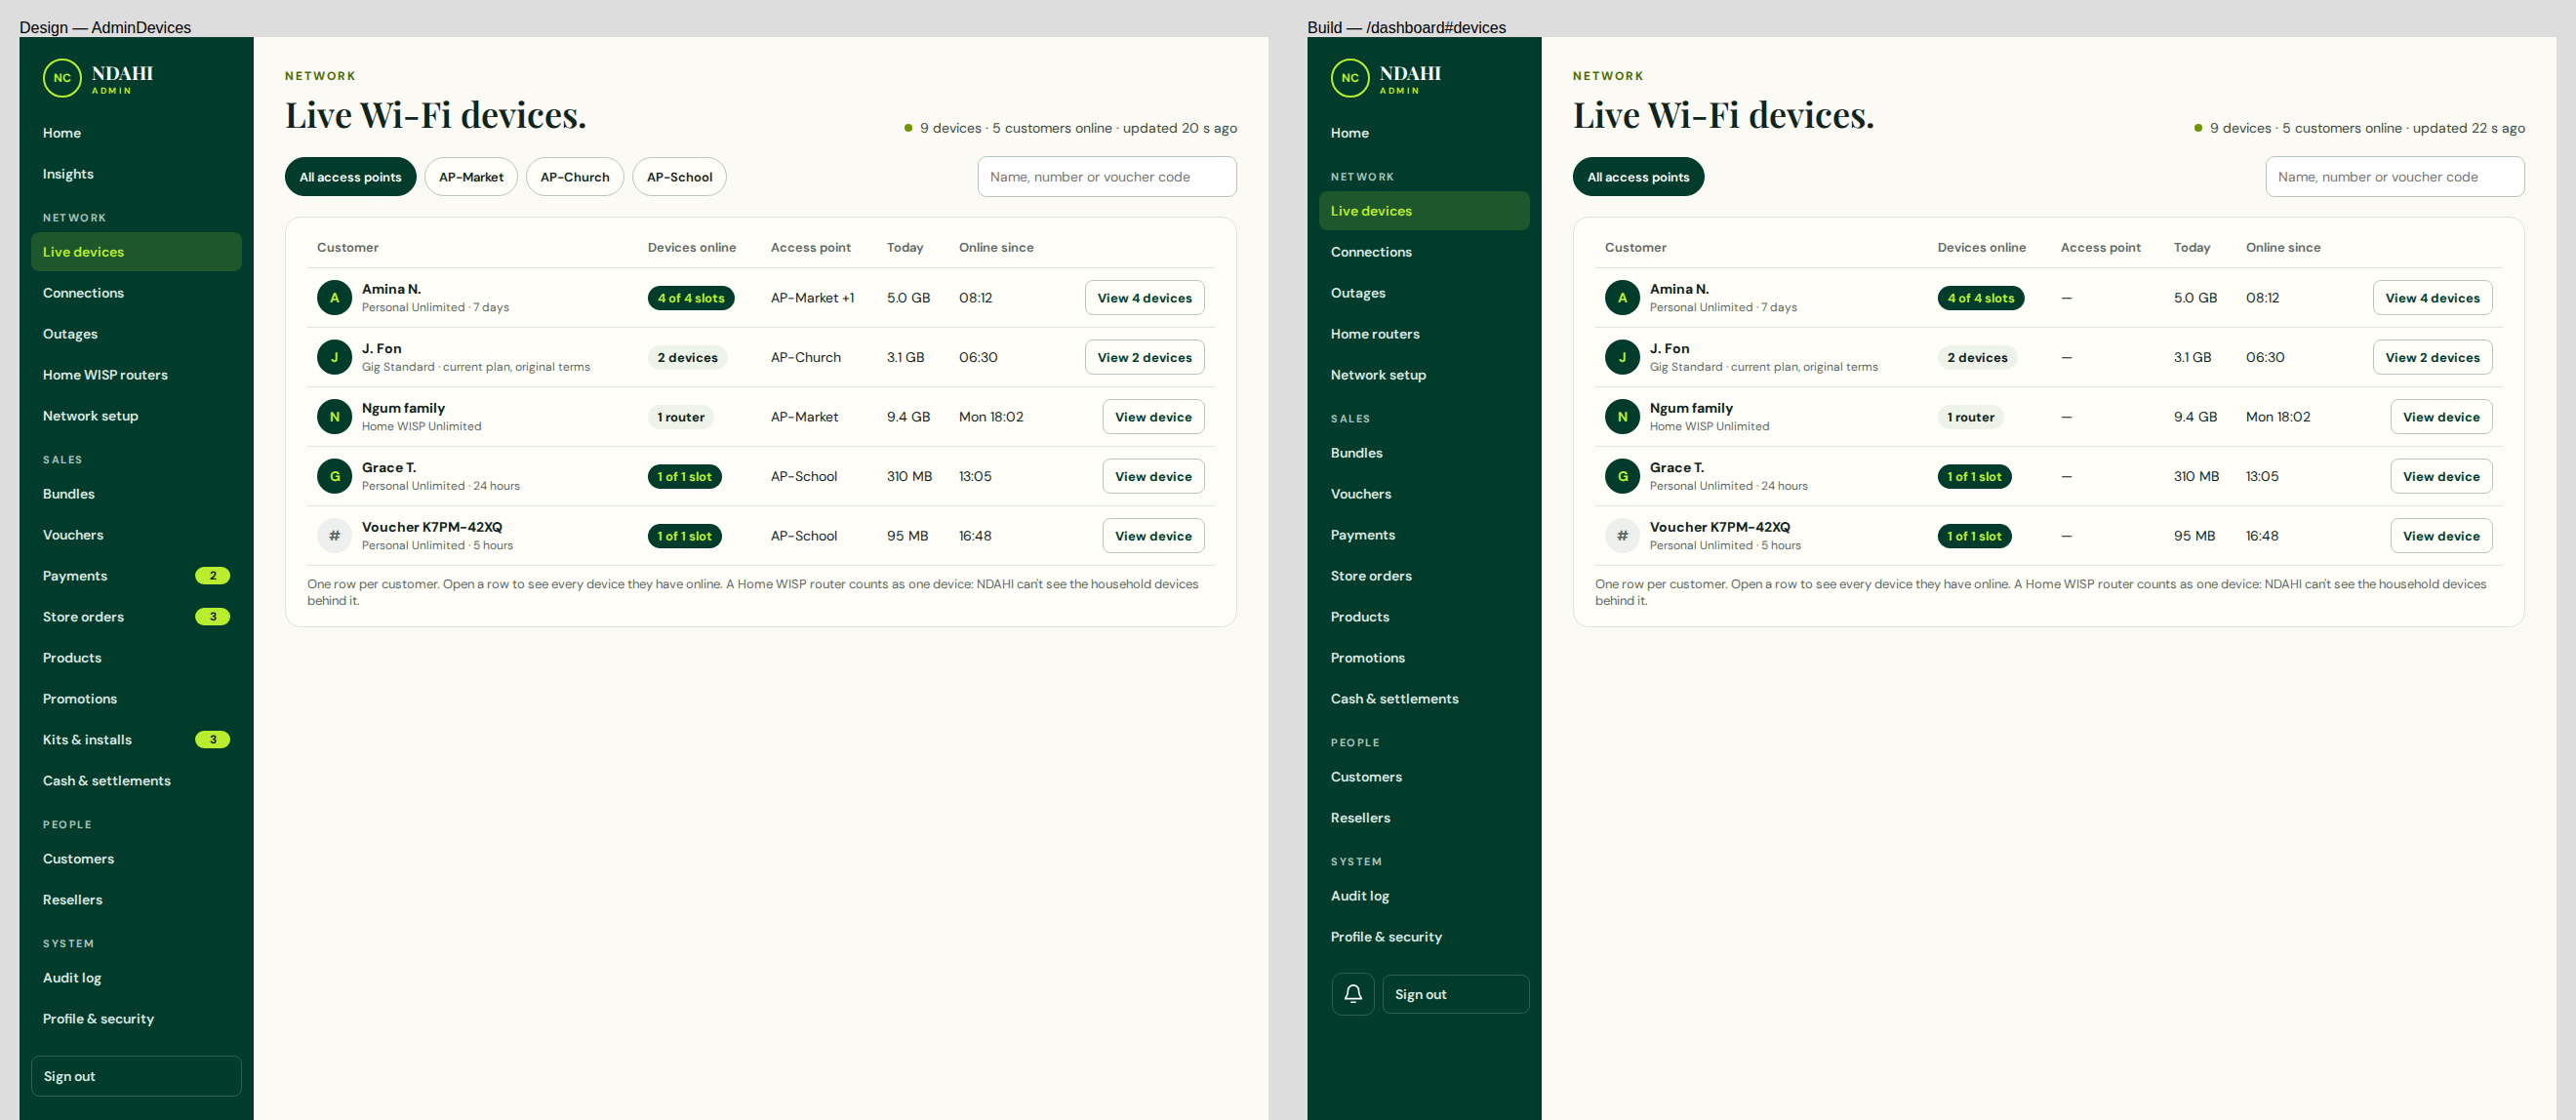 Design — AdminDevices
NC
NDAHI
ADMIN
Home
Insights
NETWORK
Live devices
Connections
Outages
Home WISP routers
Network setup
SALES
Bundles
Vouchers
Payments 2
Store orders 3
Products
Promotions
Kits & installs 3
Cash & settlements
PEOPLE
Customers
Resellers
SYSTEM
Audit log
Profile & security
Sign out
NETWORK
Live Wi-Fi devices.
9 devices · 5 customers online · updated 20 s ago
All access points AP-Market AP-Church AP-School
Name, number or voucher code
Customer Devices online Access point Today Online since
A Amina N. 4 of 4 slots AP-Market +1 5.0 GB 08:12 View 4 devices
Personal Unlimited · 7 days
J J. Fon 2 devices AP-Church 3.1 GB 06:30 View 2 devices
Gig Standard · current plan, original terms
N Ngum family 1 router AP-Market 9.4 GB Mon 18:02 View device
Home WISP Unlimited
G Grace T. 1 of 1 slot AP-School 310 MB 13:05 View device
Personal Unlimited · 24 hours
# Voucher K7PM-42XQ 1 of 1 slot AP-School 95 MB 16:48 View device
Personal Unlimited · 5 hours
One row per customer. Open a row to see every device they have online. A Home WISP router counts as one device: NDAHI can't see the household devices
behind it.
Build — /dashboard#devices
NC
NDAHI
ADMIN
Home
NETWORK
Live devices
Connections
Outages
Home routers
Network setup
SALES
Bundles
Vouchers
Payments
Store orders
Products
Promotions
Cash & settlements
PEOPLE
Customers
Resellers
SYSTEM
Audit log
Profile & security
Sign out
NETWORK
Live Wi-Fi devices.
9 devices · 5 customers online · updated 22 s ago
All access points
Name, number or voucher code
Customer Devices online Access point Today Online since
A Amina N. 4 of 4 slots — 5.0 GB 08:12 View 4 devices
Personal Unlimited · 7 days
J J. Fon 2 devices — 3.1 GB 06:30 View 2 devices
Gig Standard · current plan, original terms
N Ngum family 1 router — 9.4 GB Mon 18:02 View device
Home WISP Unlimited
G Grace T. 1 of 1 slot — 310 MB 13:05 View device
Personal Unlimited · 24 hours
# Voucher K7PM-42XQ 1 of 1 slot — 95 MB 16:48 View device
Personal Unlimited · 5 hours
One row per customer. Open a row to see every device they have online. A Home WISP router counts as one device: NDAHI can't see the household devices
behind it.